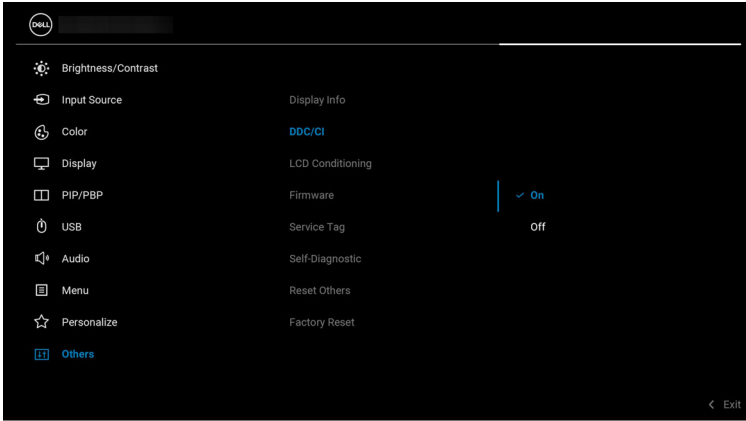 DELL
Brightness/Contrast
Input Source
Display Info
Color
DDC/CI
Display
LCD Conditioning
PIP/PBP
Firmware
On
USB
Service Tag
Off
Audio
Self-Diagnostic
Menu
Reset Others
Personalize
Factory Reset
Others
Exit